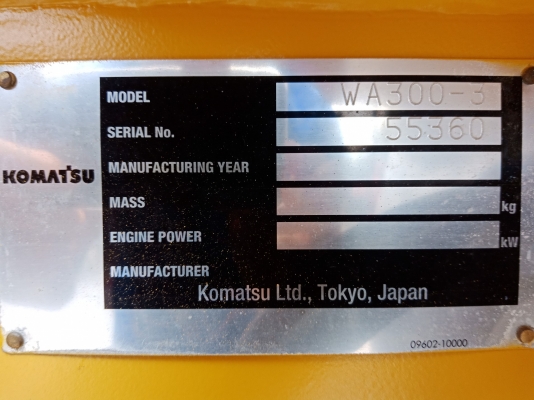 MODEL WA300-3
SERIAL No. 55360
KOMATSU
MANUFACTURING YEAR
MASS kg
ENGINE POWER kW
MANUFACTURER
Komatsu Ltd., Tokyo, Japan
09602-10000